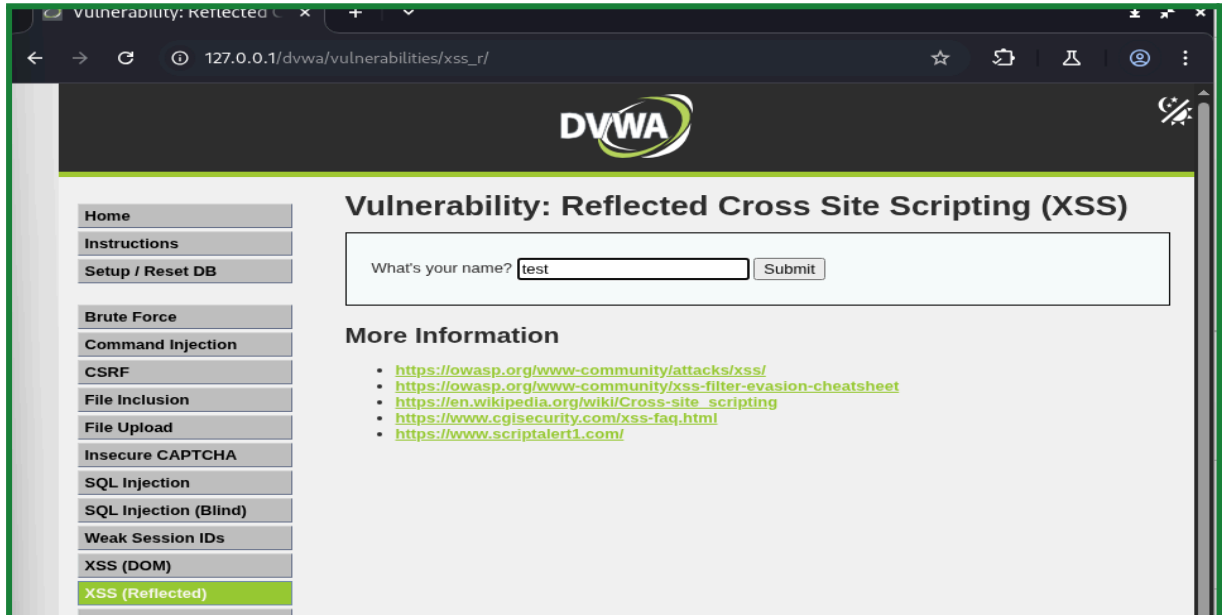 Vulnerability: Reflected C
127.0.0.1/dvwa/vulnerabilities/xss_r/
DVWA
Home
Instructions
Setup / Reset DB
Brute Force
Command Injection
CSRF
File Inclusion
File Upload
Insecure CAPTCHA
SQL Injection
SQL Injection (Blind)
Weak Session IDs
XSS (DOM)
XSS (Reflected)
Vulnerability: Reflected Cross Site Scripting (XSS)
What's your name? test Submit
More Information
https://owasp.org/www-community/attacks/xss/
https://owasp.org/www-community/xss-filter-evasion-cheatsheet
https://en.wikipedia.org/wiki/Cross-site_scripting
https://www.cgisecurity.com/xss-faq.html
https://www.scriptalert1.com/